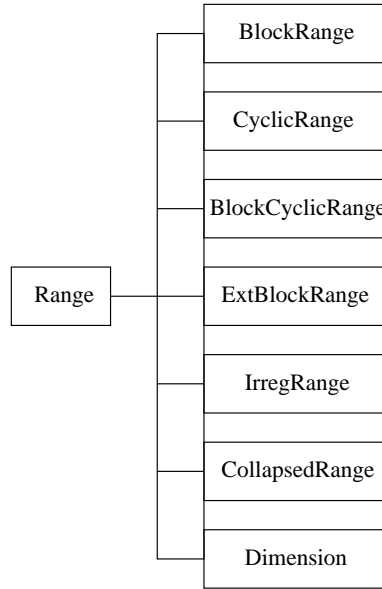 BlockRange
CyclicRange
BlockCyclicRange
Range
ExtBlockRange
IrregRange
CollapsedRange
Dimension